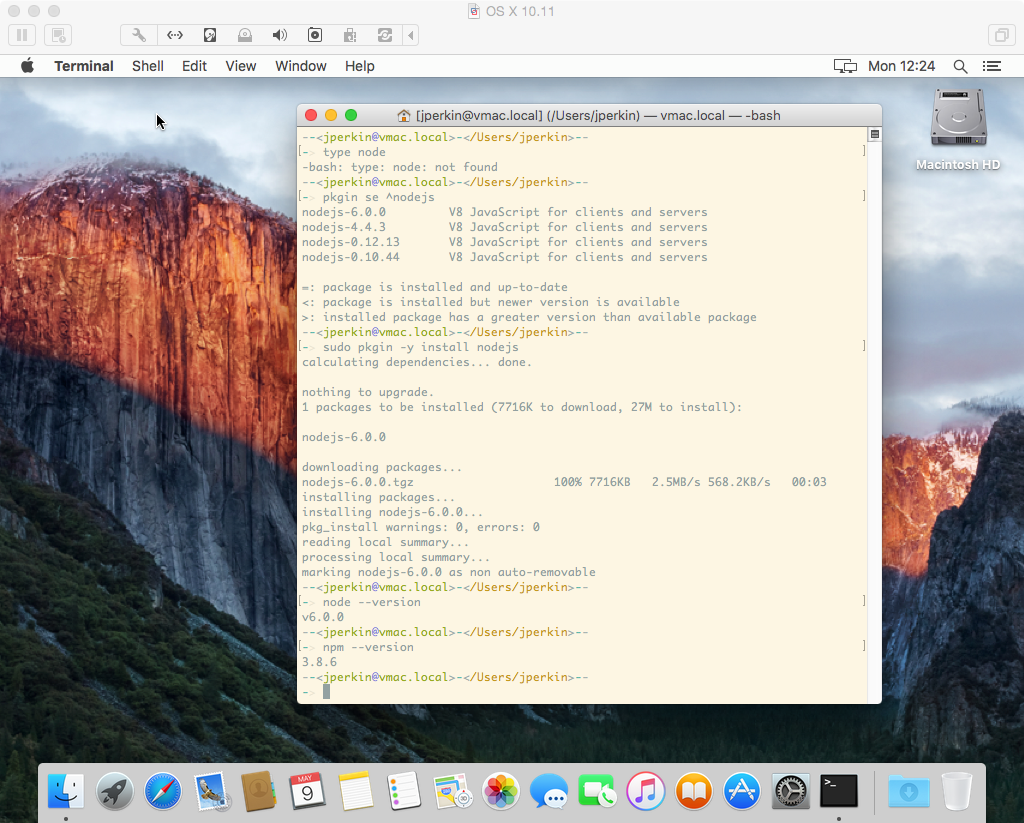 OS X 10.11
Terminal Shell Edit View Window Help Mon 12:24
[jperkin@vmac.local] (/Users/jperkin) — vmac.local — -bash
Macintosh HD
--<jperkin@vmac.local>-</Users/jperkin>--
[-> type node ]
-bash: type: node: not found
--<jperkin@vmac.local>-</Users/jperkin>--
[-> pkgin se ^nodejs ]
nodejs-6.0.0 V8 JavaScript for clients and servers
nodejs-4.4.3 V8 JavaScript for clients and servers
nodejs-0.12.13 V8 JavaScript for clients and servers
nodejs-0.10.44 V8 JavaScript for clients and servers
=: package is installed and up-to-date
<: package is installed but newer version is available
>: installed package has a greater version than available package
--<jperkin@vmac.local>-</Users/jperkin>--
[-> sudo pkgin -y install nodejs ]
calculating dependencies... done.
nothing to upgrade.
1 packages to be installed (7716K to download, 27M to install):
nodejs-6.0.0
downloading packages...
nodejs-6.0.0.tgz 100% 7716KB 2.5MB/s 568.2KB/s 00:03
installing packages...
installing nodejs-6.0.0...
pkg_install warnings: 0, errors: 0
reading local summary...
processing local summary...
marking nodejs-6.0.0 as non auto-removable
--<jperkin@vmac.local>-</Users/jperkin>--
[-> node --version ]
v6.0.0
--<jperkin@vmac.local>-</Users/jperkin>--
[-> npm --version ]
3.8.6
--<jperkin@vmac.local>-</Users/jperkin>--
->
MAY
9
>_